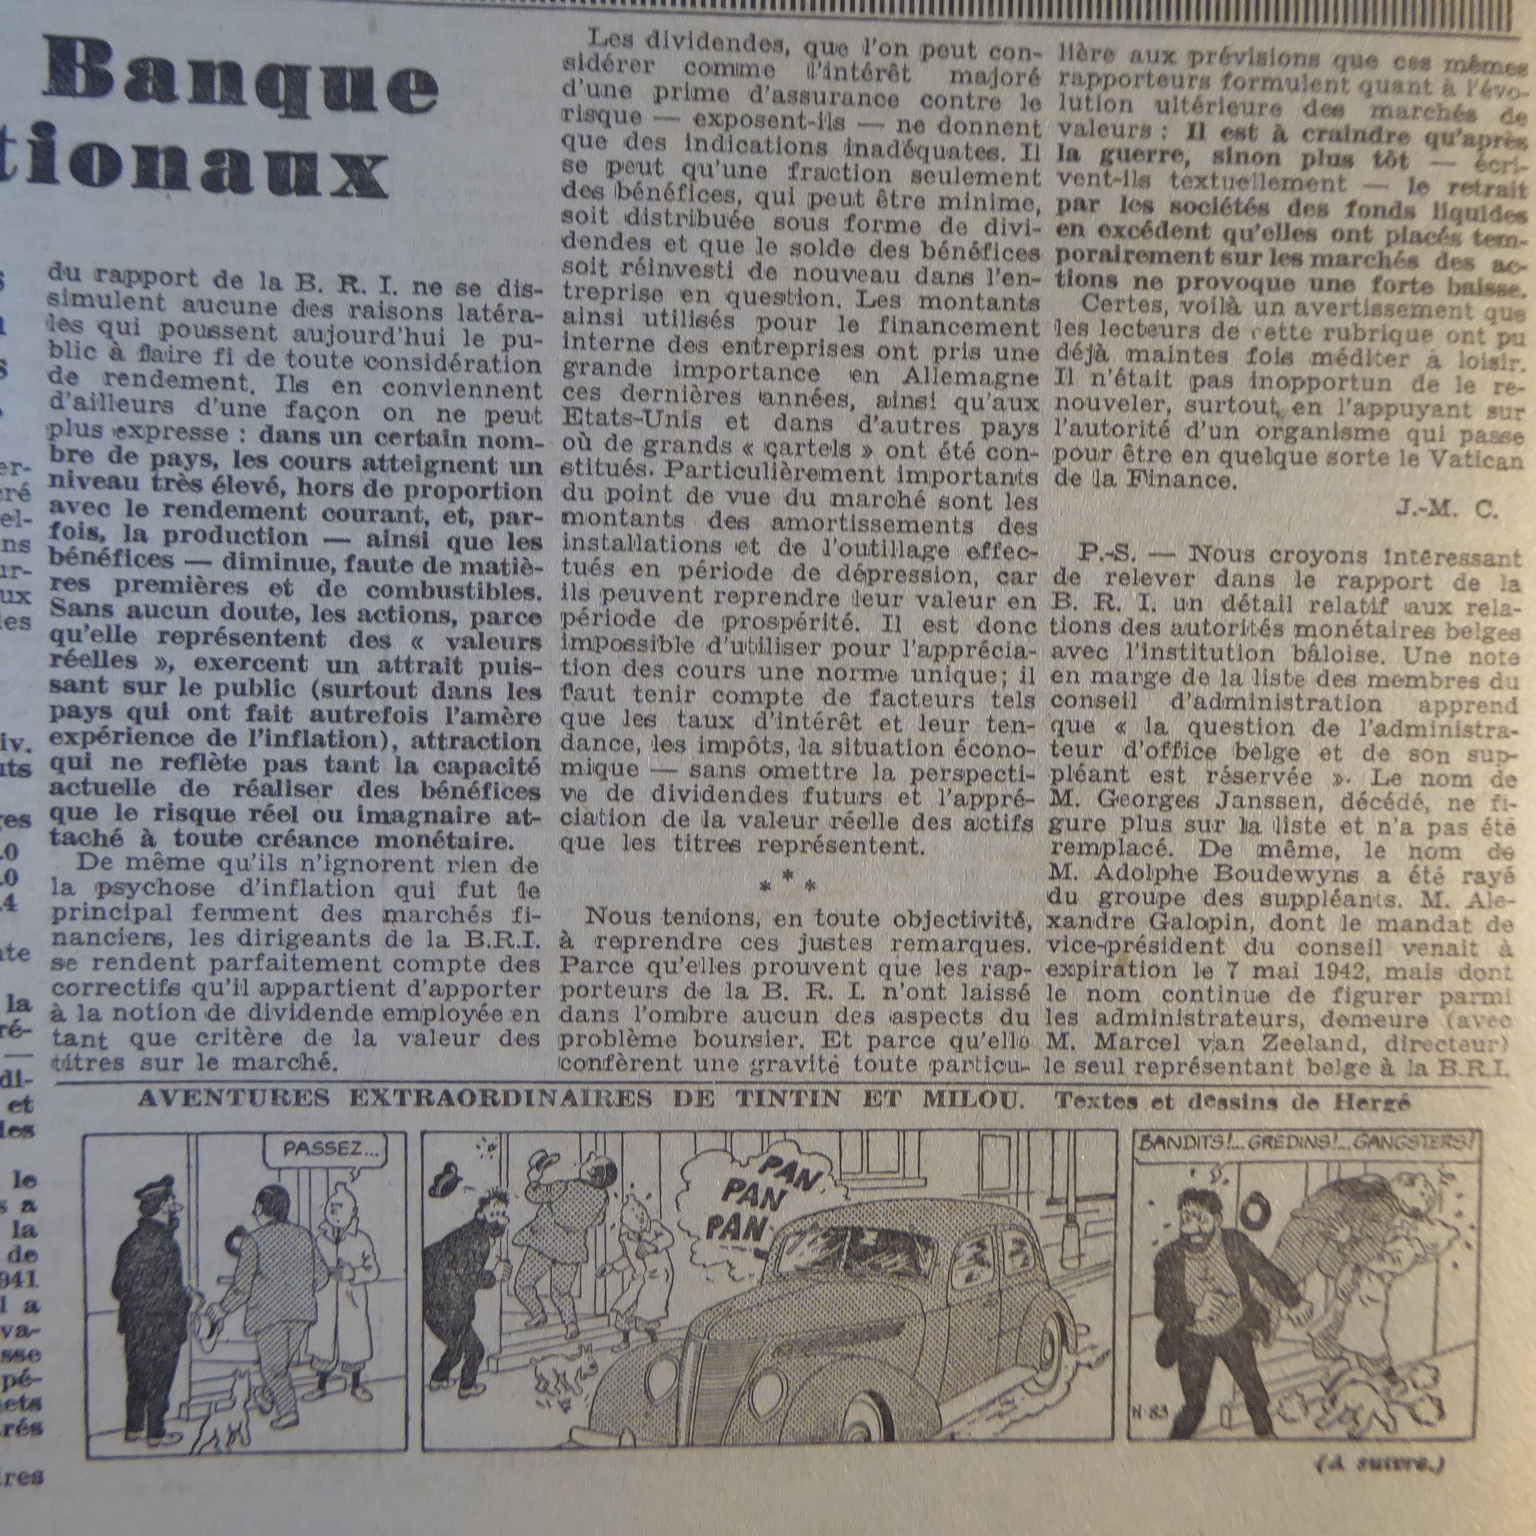 Banque
tionaux
du rapport de la B. R. I. ne se dis-
simulent aucune des raisons latéra-
les qui poussent aujourd'hui le pu-
blic à faire fi de toute considération
de rendement. Ils en conviennent
d'ailleurs d'une façon on ne peut
plus expresse : dans un certain nom-
bre de pays, les cours atteignent un
niveau très élevé, hors de proportion
avec le rendement courant, et, par-
fois, la production — ainsi que les
bénéfices — diminue, faute de matiè-
res premières et de combustibles.
Sans aucun doute, les actions, parce
qu'elle représentent des « valeurs
réelles », exercent un attrait puis-
sant sur le public (surtout dans les
pays qui ont fait autrefois l'amère
expérience de l'inflation), attraction
qui ne reflète pas tant la capacité
actuelle de réaliser des bénéfices
que le risque réel ou imagnaire at-
taché à toute créance monétaire.
De même qu'ils n'ignorent rien de
la psychose d'inflation qui fut le
principal ferment des marchés fi-
nanciers, les dirigeants de la B.R.I.
se rendent parfaitement compte des
correctifs qu'il appartient d'apporter
à la notion de dividende employée en
tant que critère de la valeur des
titres sur le marché.
Les dividendes, que l'on peut con-
sidérer comme l'intérêt majoré
d'une prime d'assurance contre le
risque — exposent-ils — ne donnent
que des indications inadéquates. Il
se peut qu'une fraction seulement
des bénéfices, qui peut être minime,
soit distribuée sous forme de divi-
dendes et que le solde des bénéfices
soit réinvesti de nouveau dans l'en-
treprise en question. Les montants
ainsi utilisés pour le financement
interne des entreprises ont pris une
grande importance en Allemagne
ces dernières années, ainsi qu'aux
Etats-Unis et dans d'autres pays
où de grands « cartels » ont été con-
stitués. Particulièrement importants
du point de vue du marché sont les
montants des amortissements des
installations et de l'outillage effec-
tués en période de dépression, car
ils peuvent reprendre leur valeur en
période de prospérité. Il est donc
impossible d'utiliser pour l'apprécia-
tion des cours une norme unique; il
faut tenir compte de facteurs tels
que les taux d'intérêt et leur ten-
dance, les impôts, la situation écono-
mique — sans omettre la perspecti-
ve de dividendes futurs et l'appré-
ciation de la valeur réelle des actifs
que les titres représentent.
* * *
Nous tenions, en toute objectivité,
à reprendre ces justes remarques.
Parce qu'elles prouvent que les rap-
porteurs de la B. R. I. n'ont laissé
dans l'ombre aucun des aspects du
problème boursier. Et parce qu'elle
confèrent une gravité toute particu-
lière aux prévisions que ces mêmes
rapporteurs formulent quant à l'évo-
lution ultérieure des marchés de
valeurs : Il est à craindre qu'après
la guerre, sinon plus tôt — écri-
vent-ils textuellement — le retrait
par les sociétés des fonds liquides
en excédent qu'elles ont placés tem-
porairement sur les marchés des ac-
tions ne provoque une forte baisse.
Certes, voilà un avertissement que
les lecteurs de cette rubrique ont pu
déjà maintes fois méditer à loisir.
Il n'était pas inopportun de le re-
nouveler, surtout en l'appuyant sur
l'autorité d'un organisme qui passe
pour être en quelque sorte le Vatican
de la Finance.
J.-M. C.
P.-S. — Nous croyons intéressant
de relever dans le rapport de la
B. R. I. un détail relatif aux rela-
tions des autorités monétaires belges
avec l'institution bâloise. Une note
en marge de la liste des membres du
conseil d'administration apprend
que « la question de l'administra-
teur d'office belge et de son sup-
pléant est réservée ». Le nom de
M. Georges Janssen, décédé, ne fi-
gure plus sur la liste et n'a pas été
remplacé. De même, le nom de
M. Adolphe Boudewyns a été rayé
du groupe des suppléants. M. Ale-
xandre Galopin, dont le mandat de
vice-président du conseil venait à
expiration le 7 mai 1942, mais dont
le nom continue de figurer parmi
les administrateurs, demeure (avec
M. Marcel van Zeeland, directeur)
le seul représentant belge à la B.R.I.
AVENTURES EXTRAORDINAIRES DE TINTIN ET MILOU. Textes et dessins de Hergé
PASSEZ...
PAN
PAN
PAN
BANDITS!... GREDINS!... GANGSTERS!
H-83
(A suivre.)